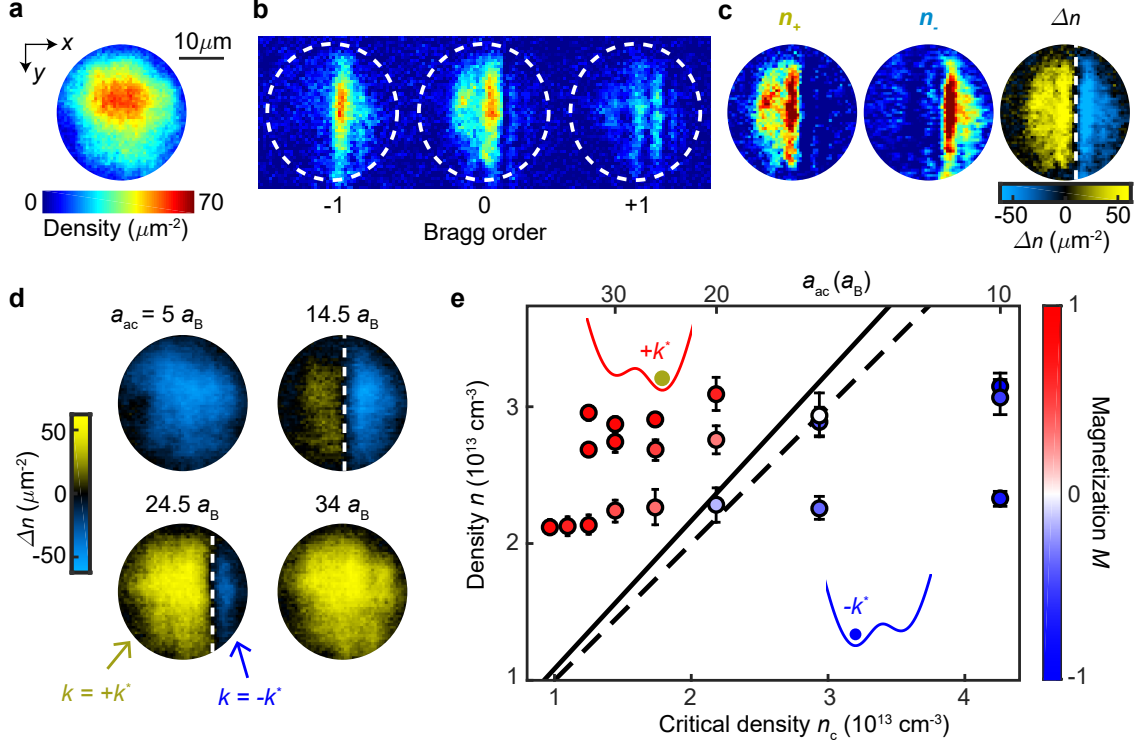 a
x
y
10μm
0
70
Density (μm⁻²)
b
-1
0
+1
Bragg order
c
n₊
n₋
Δn
-50
0
50
Δn (μm⁻²)
d
a_ac = 5 a_B
14.5 a_B
24.5 a_B
34 a_B
50
0
-50
Δn (μm⁻²)
k = +k*
k = -k*
e
a_ac (a_B)
30
20
10
+k*
-k*
3
2
1
Density n (10¹³ cm⁻³)
1
2
3
4
Critical density n_c (10¹³ cm⁻³)
1
0
-1
Magnetization M